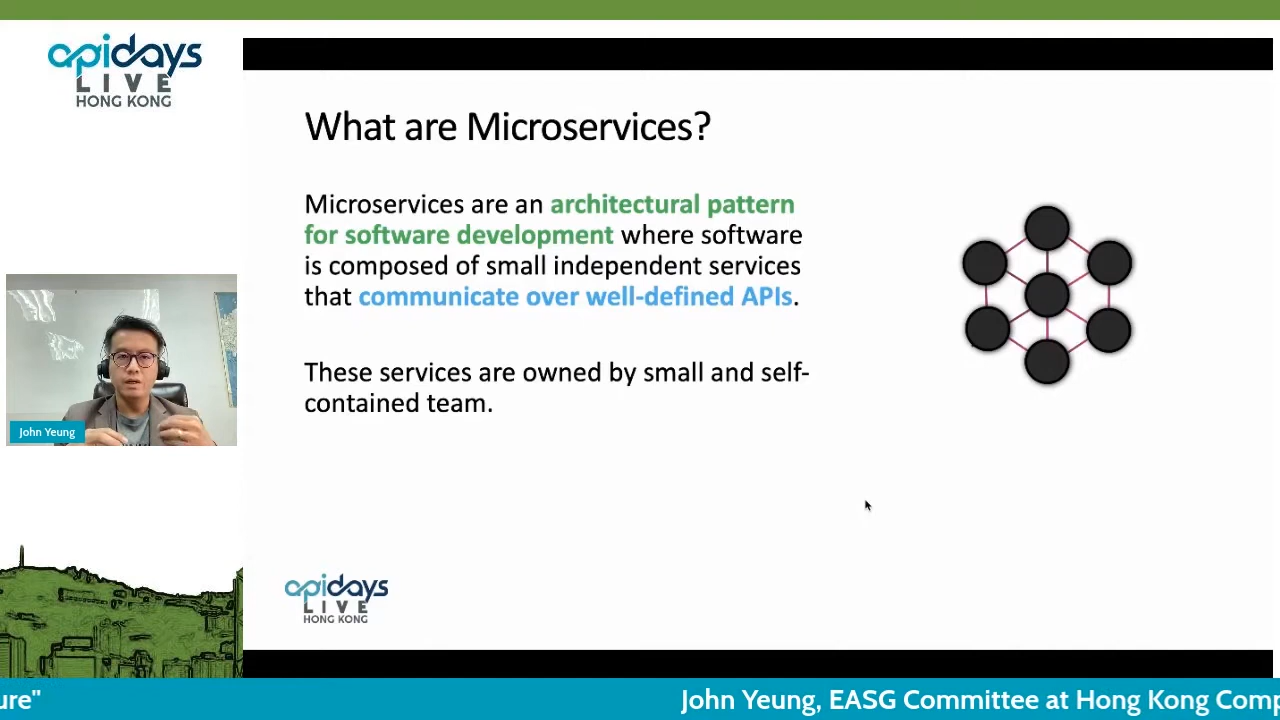 apidays
LIVE
HONG KONG
What are Microservices?
Microservices are an architectural pattern
for software development where software
is composed of small independent services
that communicate over well-defined APIs.
These services are owned by small and self-
contained team.
John Yeung
apidays
LIVE
HONG KONG
ure"
John Yeung, EASG Committee at Hong Kong Comp